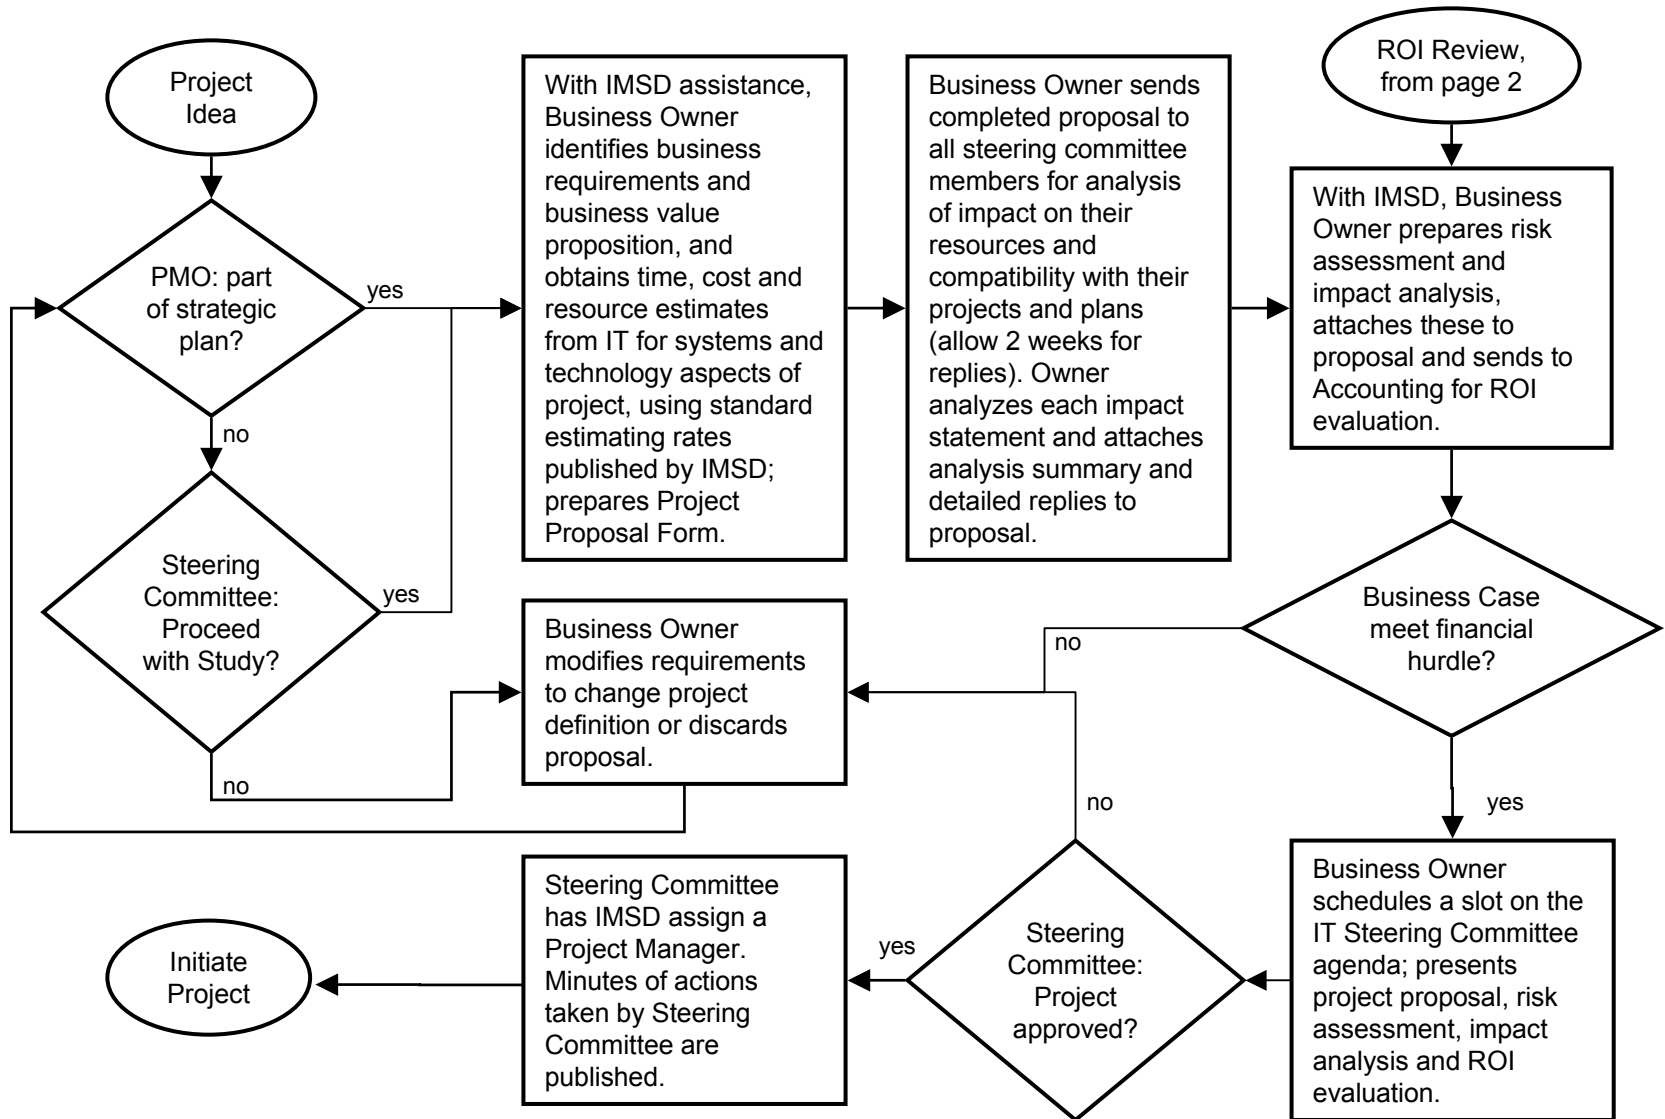 Project
Idea
PMO: part
of strategic
plan?
yes
no
Steering
Committee:
Proceed
with Study?
yes
no
With IMSD assistance,
Business Owner
identifies business
requirements and
business value
proposition, and
obtains time, cost and
resource estimates
from IT for systems and
technology aspects of
project, using standard
estimating rates
published by IMSD;
prepares Project
Proposal Form.
Business Owner sends
completed proposal to
all steering committee
members for analysis
of impact on their
resources and
compatibility with their
projects and plans
(allow 2 weeks for
replies). Owner
analyzes each impact
statement and attaches
analysis summary and
detailed replies to
proposal.
ROI Review,
from page 2
With IMSD, Business
Owner prepares risk
assessment and
impact analysis,
attaches these to
proposal and sends to
Accounting for ROI
evaluation.
Business Case
meet financial
hurdle?
no
yes
Business Owner
modifies requirements
to change project
definition or discards
proposal.
Business Owner
schedules a slot on the
IT Steering Committee
agenda; presents
project proposal, risk
assessment, impact
analysis and ROI
evaluation.
Steering
Committee:
Project
approved?
no
yes
Steering Committee
has IMSD assign a
Project Manager.
Minutes of actions
taken by Steering
Committee are
published.
Initiate
Project